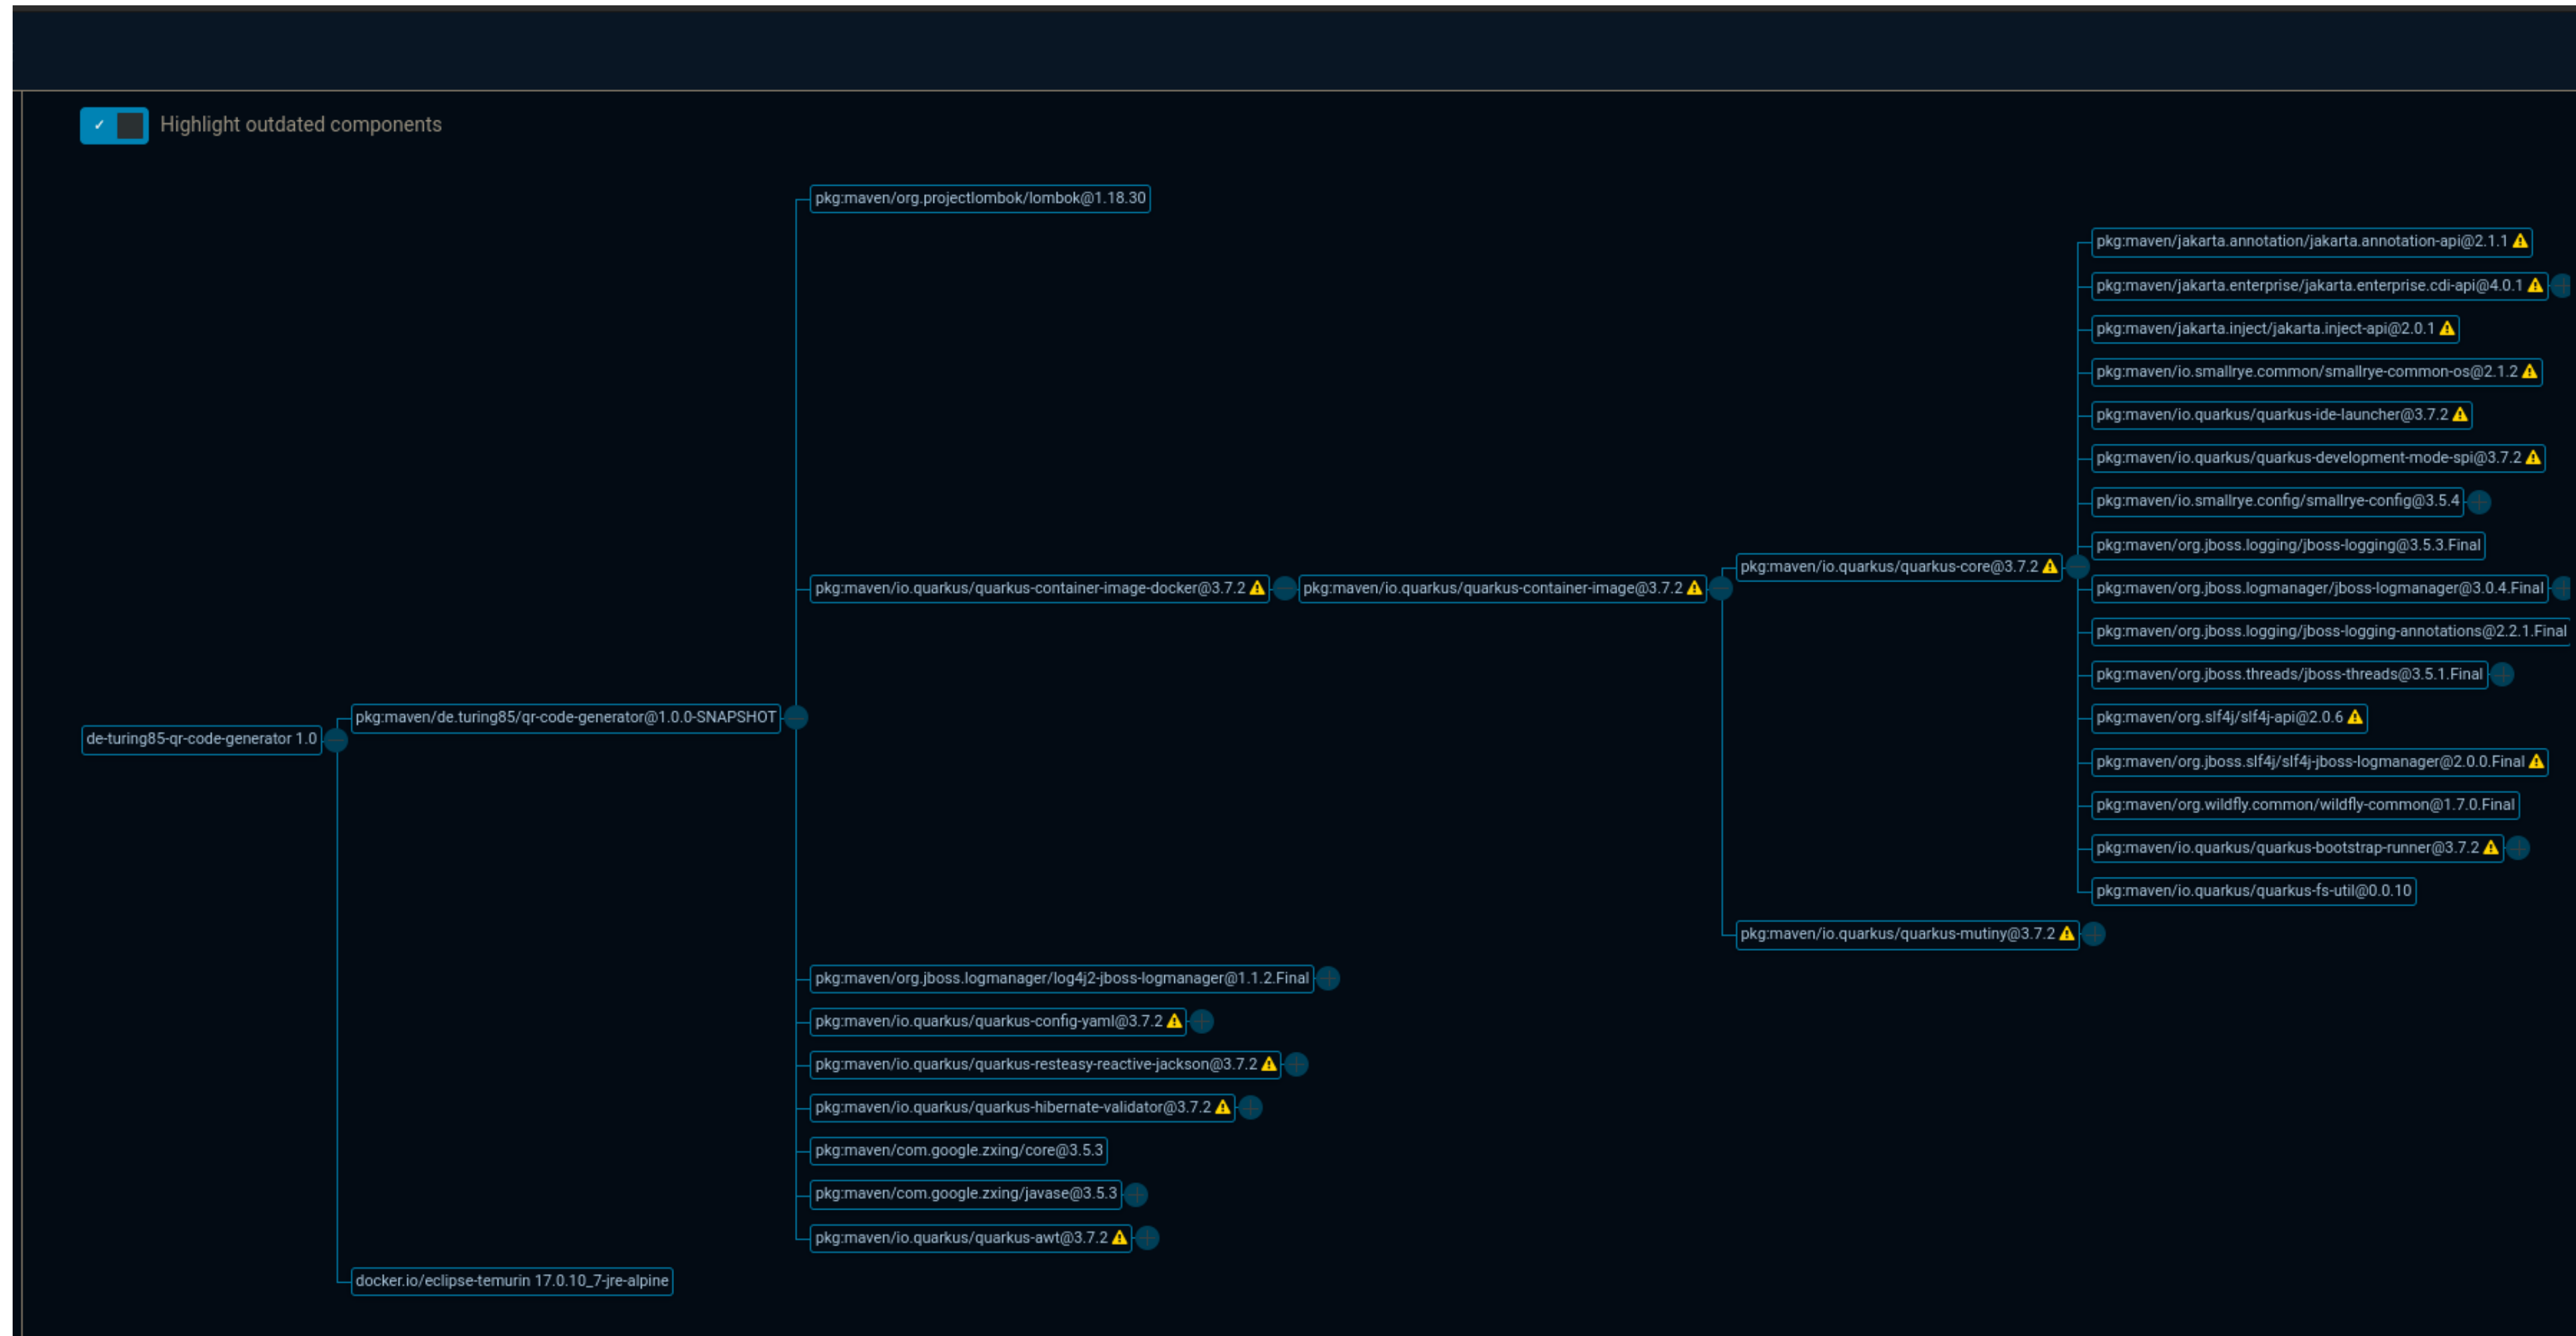 ✓ Highlight outdated components
pkg:maven/org.projectlombok/lombok@1.18.30
pkg:maven/jakarta.annotation/jakarta.annotation-api@2.1.1
pkg:maven/jakarta.enterprise/jakarta.enterprise.cdi-api@4.0.1
pkg:maven/jakarta.inject/jakarta.inject-api@2.0.1
pkg:maven/io.smallrye.common/smallrye-common-os@2.1.2
pkg:maven/io.quarkus/quarkus-ide-launcher@3.7.2
pkg:maven/io.quarkus/quarkus-development-mode-spi@3.7.2
pkg:maven/io.smallrye.config/smallrye-config@3.5.4
pkg:maven/org.jboss.logging/jboss-logging@3.5.3.Final
pkg:maven/io.quarkus/quarkus-core@3.7.2
pkg:maven/io.quarkus/quarkus-container-image-docker@3.7.2
pkg:maven/io.quarkus/quarkus-container-image@3.7.2
pkg:maven/org.jboss.logmanager/jboss-logmanager@3.0.4.Final
pkg:maven/org.jboss.logging/jboss-logging-annotations@2.2.1.Final
pkg:maven/org.jboss.threads/jboss-threads@3.5.1.Final
pkg:maven/de.turing85/qr-code-generator@1.0.0-SNAPSHOT
pkg:maven/org.slf4j/slf4j-api@2.0.6
de-turing85-qr-code-generator 1.0
pkg:maven/org.jboss.slf4j/slf4j-jboss-logmanager@2.0.0.Final
pkg:maven/org.wildfly.common/wildfly-common@1.7.0.Final
pkg:maven/io.quarkus/quarkus-bootstrap-runner@3.7.2
pkg:maven/io.quarkus/quarkus-fs-util@0.0.10
pkg:maven/io.quarkus/quarkus-mutiny@3.7.2
pkg:maven/org.jboss.logmanager/log4j2-jboss-logmanager@1.1.2.Final
pkg:maven/io.quarkus/quarkus-config-yaml@3.7.2
pkg:maven/io.quarkus/quarkus-resteasy-reactive-jackson@3.7.2
pkg:maven/io.quarkus/quarkus-hibernate-validator@3.7.2
pkg:maven/com.google.zxing/core@3.5.3
pkg:maven/com.google.zxing/javase@3.5.3
pkg:maven/io.quarkus/quarkus-awt@3.7.2
docker.io/eclipse-temurin 17.0.10_7-jre-alpine